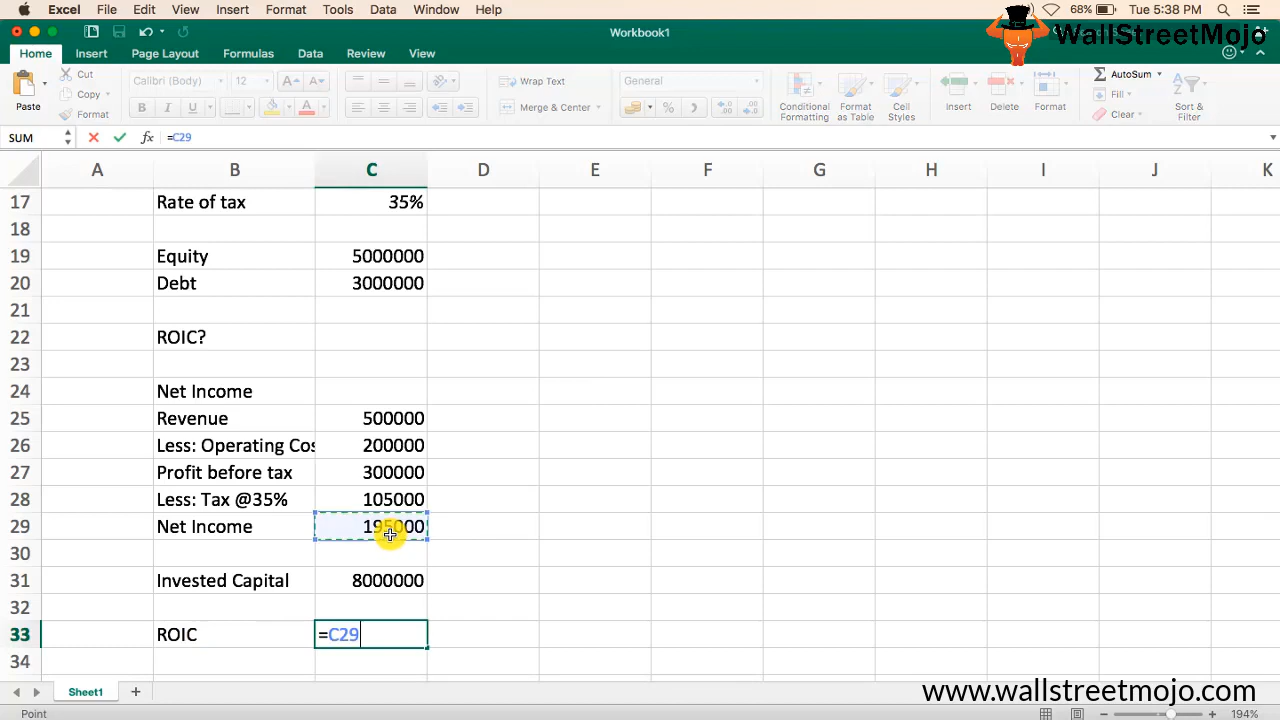 Excel File Edit View Insert Format Tools Data Window Help 68% Tue 5:38 PM
WallStreetMojo
Workbook1
Home Insert Page Layout Formulas Data Review View
Paste Cut Copy Format Calibri (Body) 12 A A B I U A Wrap Text Merge & Center General Conditional Formatting Format as Table Cell Styles Insert Delete Format AutoSum Fill Clear Sort & Filter
SUM fx =C29
A B C D E F G H I J K
17 Rate of tax 35%
18
19 Equity 5000000
20 Debt 3000000
21
22 ROIC?
23
24 Net Income
25 Revenue 500000
26 Less: Operating Cos 200000
27 Profit before tax 300000
28 Less: Tax @35% 105000
29 Net Income 195000
30
31 Invested Capital 8000000
32
33 ROIC =C29
34
Sheet1 +
www.wallstreetmojo.com
Point 194%